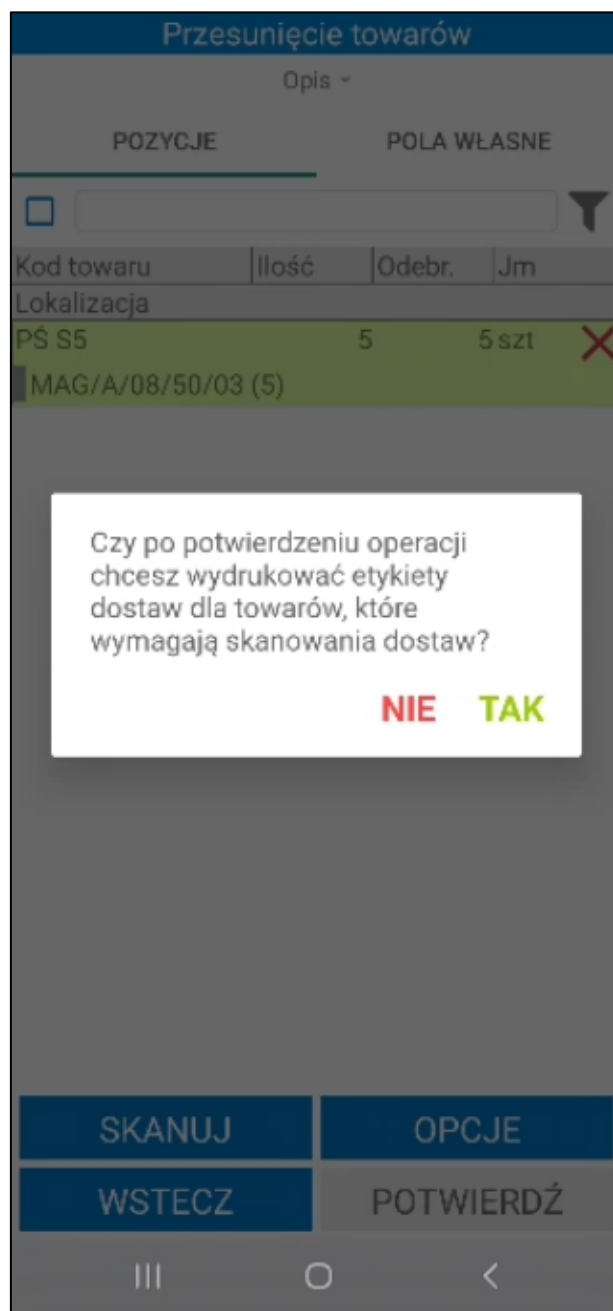 Przesunięcie towarów
Opis
POZYCJE POLA WŁASNE
Kod towaru Ilość Odebr. Jm
Lokalizacja
PŚ S5 5 5 szt
MAG/A/08/50/03 (5)
Czy po potwierdzeniu operacji
chcesz wydrukować etykiety
dostaw dla towarów, które
wymagają skanowania dostaw?
NIE TAK
SKANUJ OPCJE
WSTECZ POTWIERDŹ